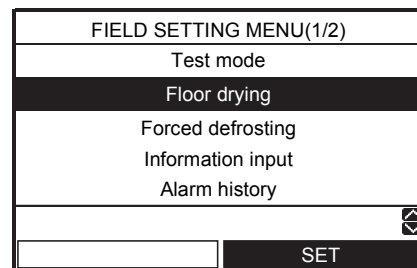 FIELD SETTING MENU(1/2)
Test mode
Floor drying
Forced defrosting
Information input
Alarm history
SET